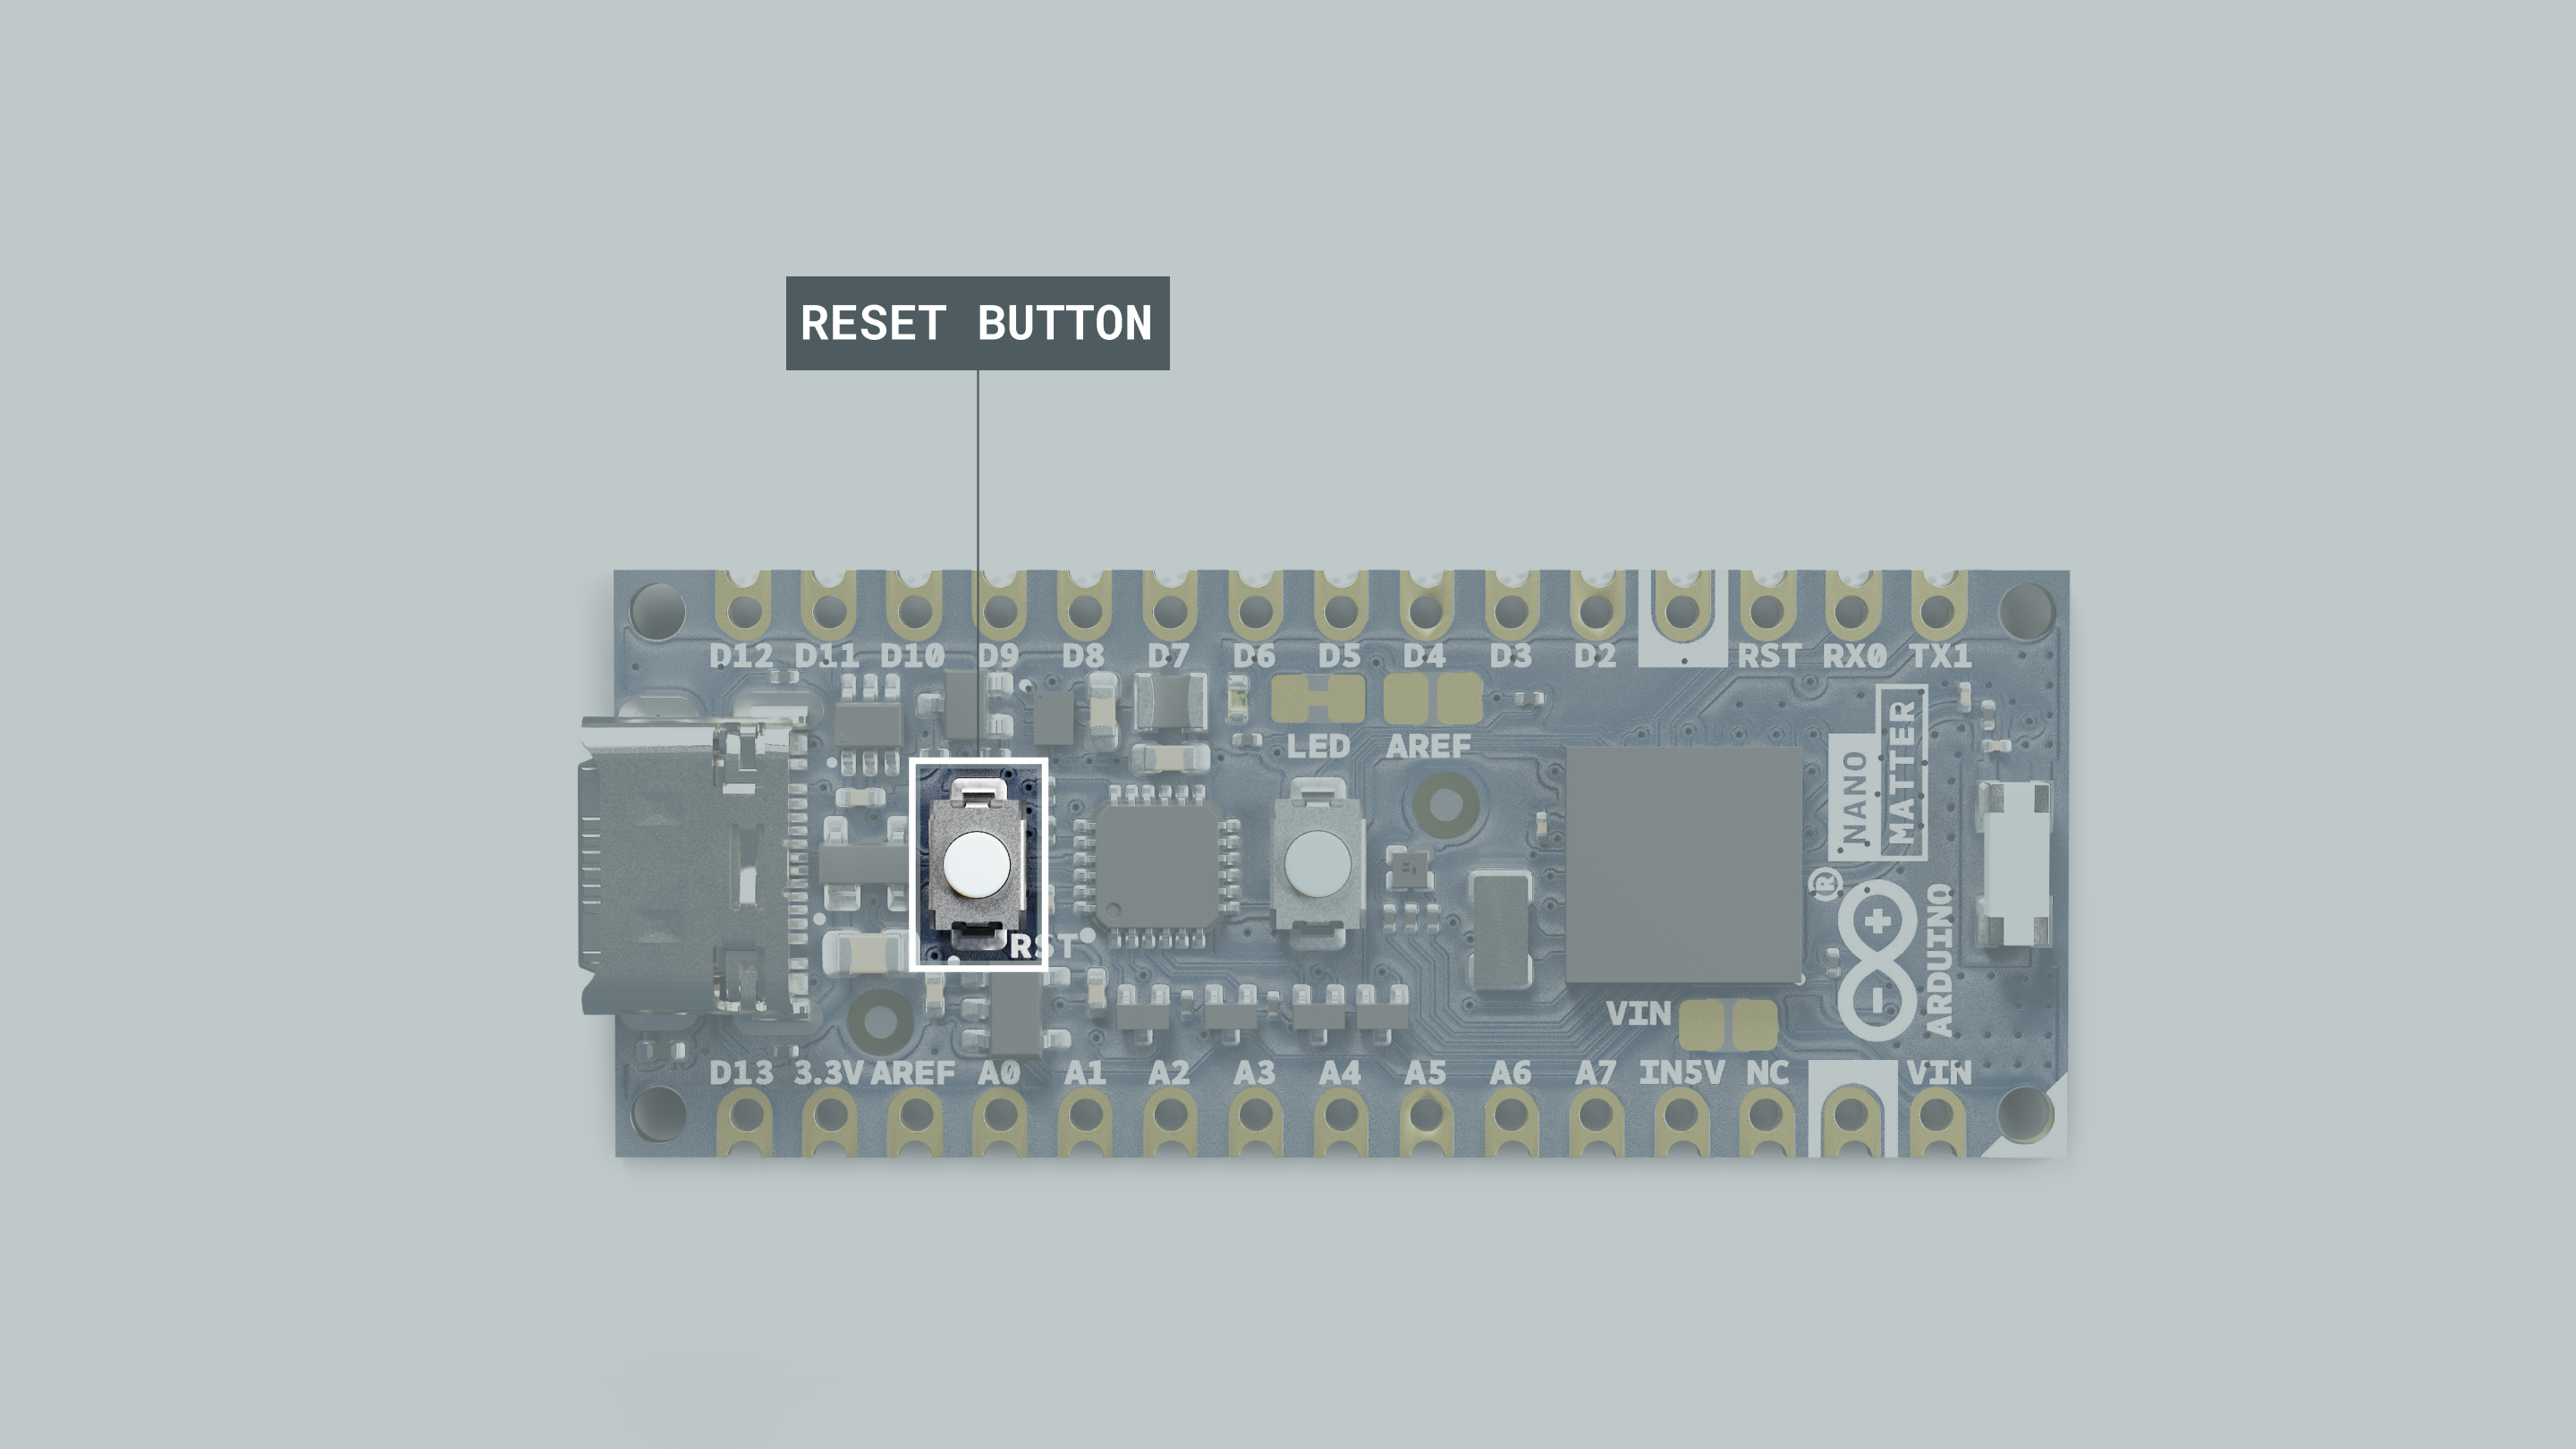 RESET BUTTON
D12 D11 D10 D9 D8 D7 D6 D5 D4 D3 D2 RST RX0 TX1
LED AREF
NANO
MATTER
RST
®
ARDUINO
VIN
D13 3.3V AREF A0 A1 A2 A3 A4 A5 A6 A7 IN5V NC VIN